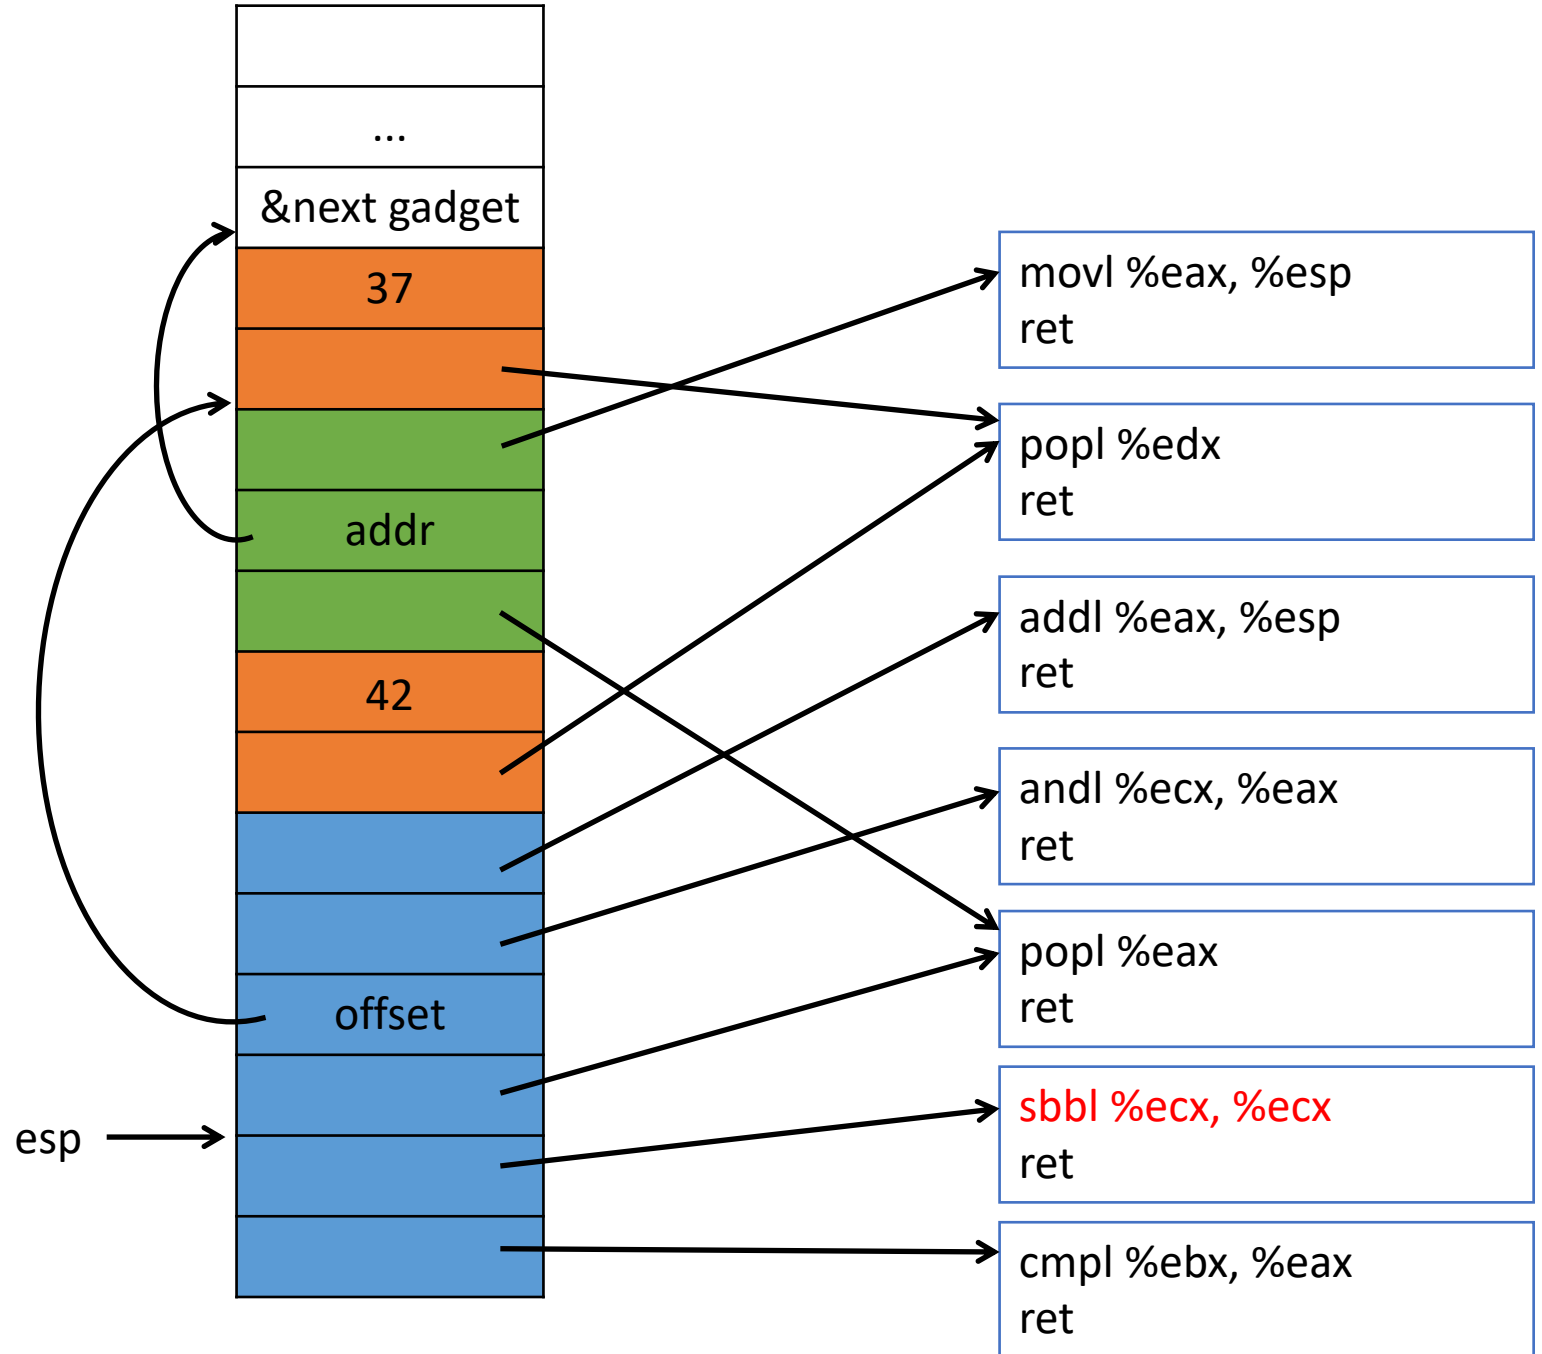 ...
&next gadget
37
addr
42
offset
esp
movl %eax, %esp
ret
popl %edx
ret
addl %eax, %esp
ret
andl %ecx, %eax
ret
popl %eax
ret
sbbl %ecx, %ecx
ret
cmpl %ebx, %eax
ret